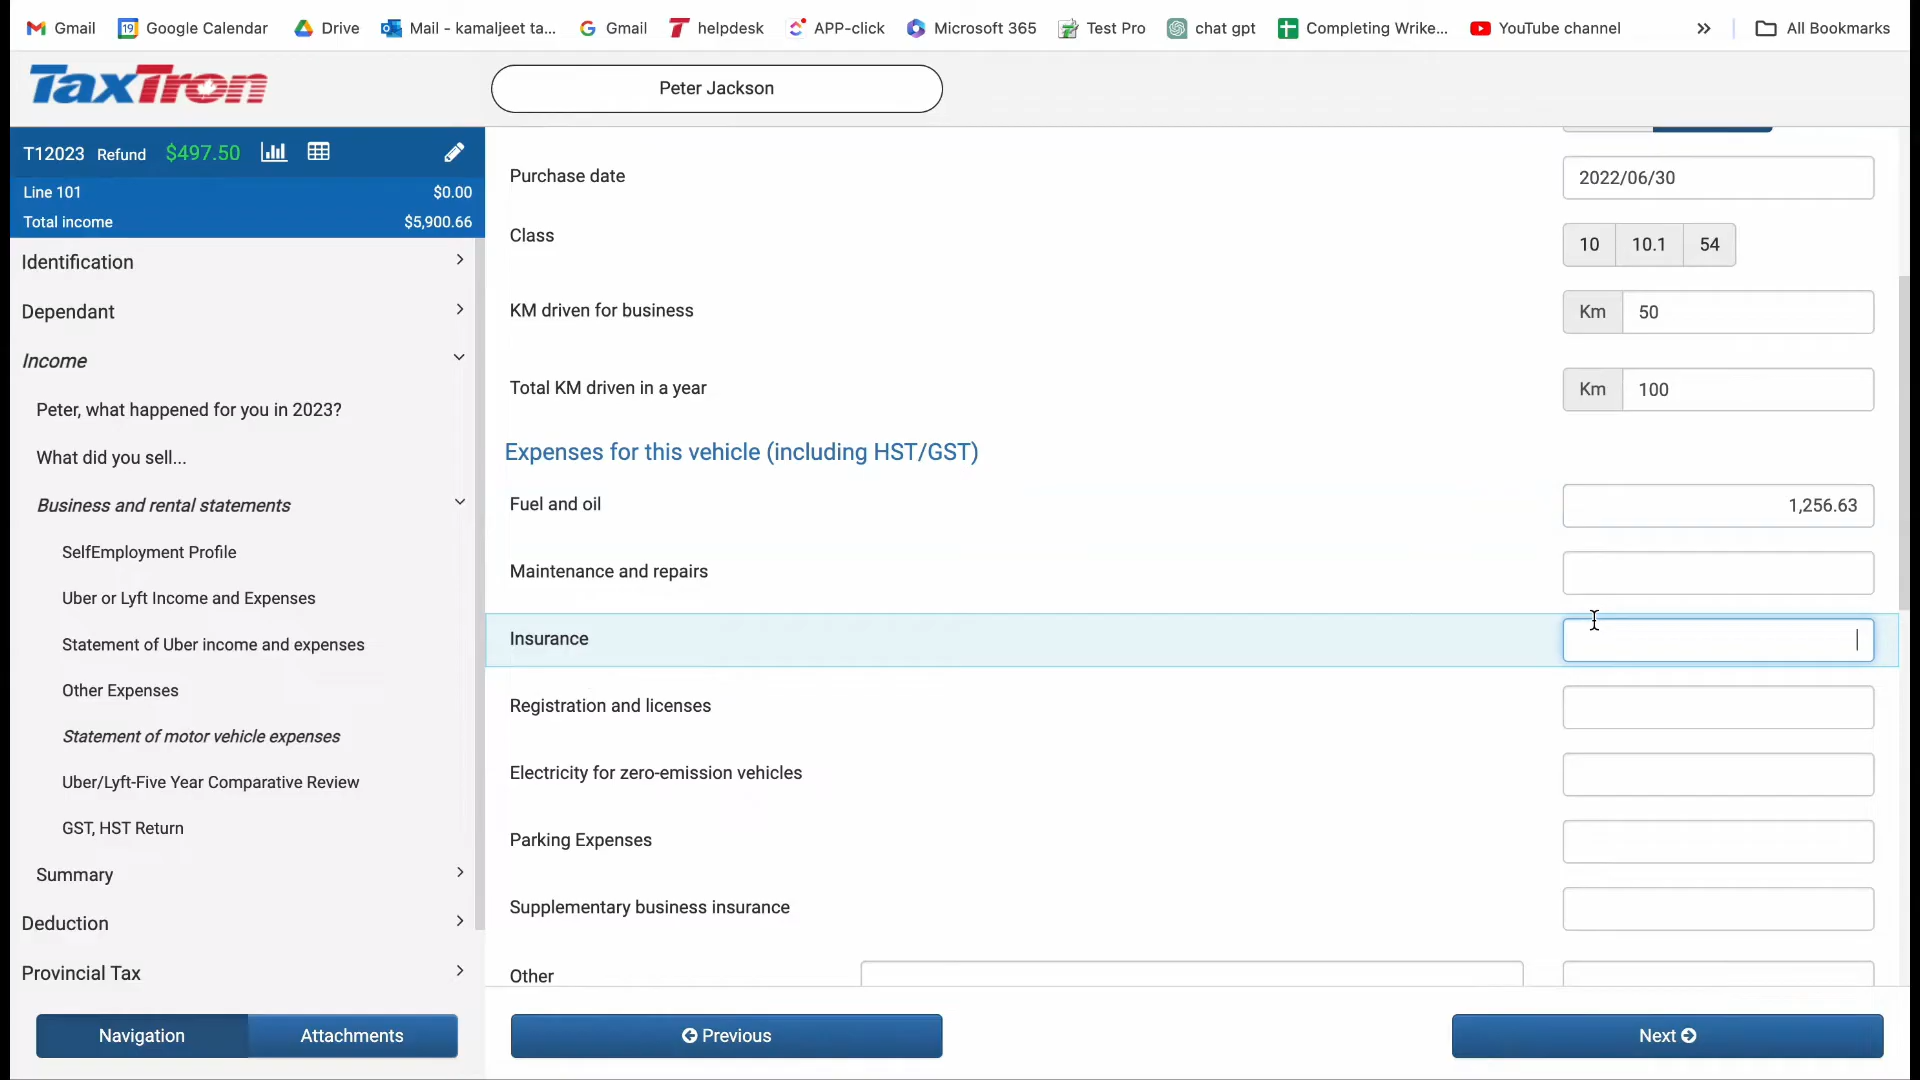 Gmail Google Calendar Drive Mail - kamaljeet ta... Gmail helpdesk APP-click Microsoft 365 Test Pro chat gpt Completing Wrike... YouTube channel » All Bookmarks
TaxTron
Peter Jackson
T12023 Refund $497.50
Line 101 $0.00
Total income $5,900.66
Identification
Dependant
Income
Peter, what happened for you in 2023?
What did you sell...
Business and rental statements
SelfEmployment Profile
Uber or Lyft Income and Expenses
Statement of Uber income and expenses
Other Expenses
Statement of motor vehicle expenses
Uber/Lyft-Five Year Comparative Review
GST, HST Return
Summary
Deduction
Provincial Tax
Navigation Attachments
Purchase date 2022/06/30
Class 10 10.1 54
KM driven for business Km 50
Total KM driven in a year Km 100
Expenses for this vehicle (including HST/GST)
Fuel and oil 1,256.63
Maintenance and repairs
Insurance
Registration and licenses
Electricity for zero-emission vehicles
Parking Expenses
Supplementary business insurance
Other
Previous Next